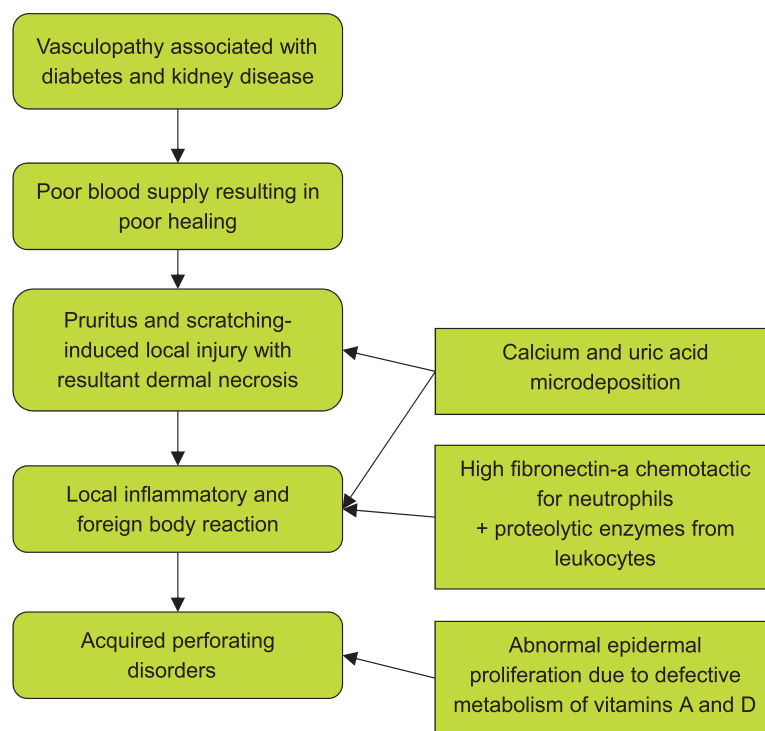 Vasculopathy associated with
diabetes and kidney disease
Poor blood supply resulting in
poor healing
Pruritus and scratching-
induced local injury with
resultant dermal necrosis
Calcium and uric acid
microdeposition
Local inflammatory and
foreign body reaction
High fibronectin-a chemotactic
for neutrophils
+ proteolytic enzymes from
leukocytes
Acquired perforating
disorders
Abnormal epidermal
proliferation due to defective
metabolism of vitamins A and D